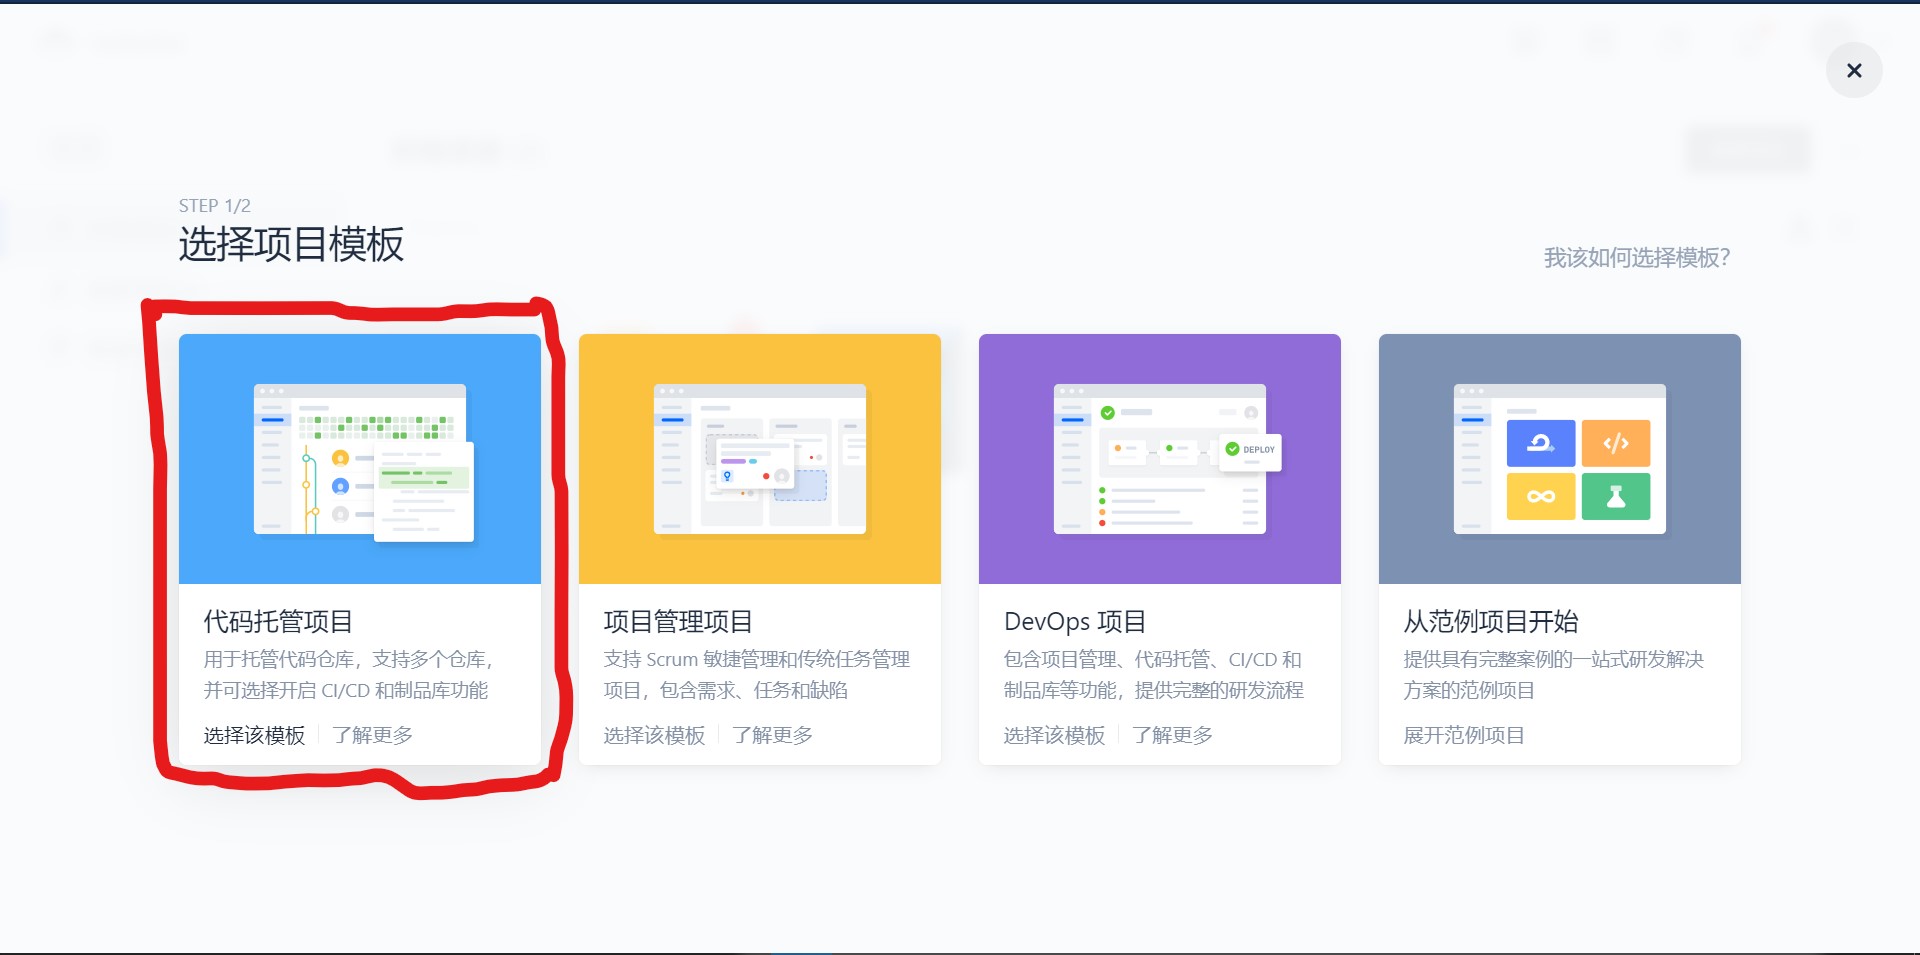 STEP 1/2
选择项目模板
我该如何选择模板?
代码托管项目
用于托管代码仓库，支持多个仓库，
并可选择开启 CI/CD 和制品库功能
选择该模板 了解更多
项目管理项目
支持 Scrum 敏捷管理和传统任务管理
项目，包含需求、任务和缺陷
选择该模板 了解更多
DEPLOY
DevOps 项目
包含项目管理、代码托管、CI/CD 和
制品库等功能，提供完整的研发流程
选择该模板 了解更多
从范例项目开始
提供具有完整案例的一站式研发解决
方案的范例项目
展开范例项目